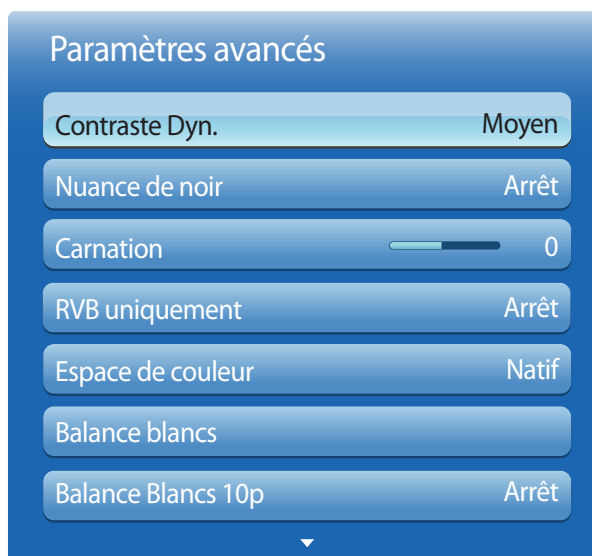 Paramètres avancés
Contraste Dyn. Moyen
Nuance de noir Arrêt
Carnation 0
RVB uniquement Arrêt
Espace de couleur Natif
Balance blancs
Balance Blancs 10p Arrêt